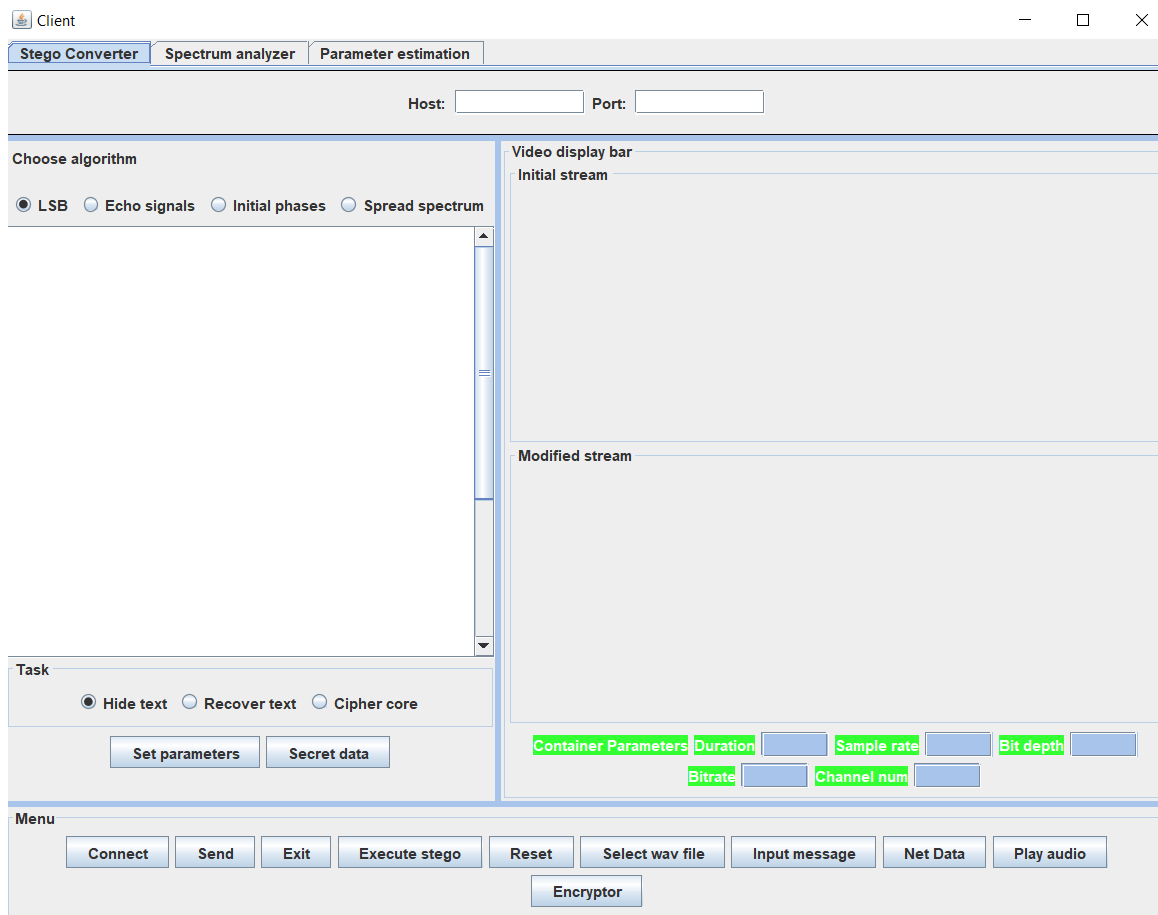 Client
Stego Converter Spectrum analyzer Parameter estimation
Host: Port:
Choose algorithm
LSB Echo signals Initial phases Spread spectrum
Task
Hide text Recover text Cipher core
Set parameters Secret data
Video display bar
Initial stream
Modified stream
Container Parameters Duration Sample rate Bit depth
Bitrate Channel num
Menu
Connect Send Exit Execute stego Reset Select wav file Input message Net Data Play audio
Encryptor